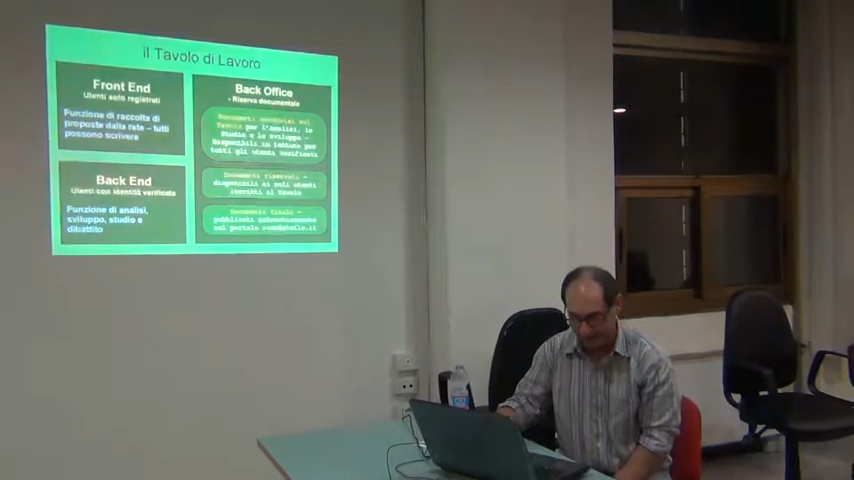 il Tavolo di Lavoro
Front End
Utenti solo registrati
Funzione di raccolta di
proposte dalla rete – tutti
possono scrivere
Back End
Utenti con identità verificata
Funzione di analisi,
sviluppo, studio e
dibattito
Back Office
- Riserva documentale
Documenti condivisi sul
Tavolo per l'Analisi, lo
Studio e lo sviluppo –
Disponibili in lettura per
tutti gli utenti verificati
Documenti riservati –
disponibili ai soli utenti
iscritti al Tavolo
Documenti finali –
pubblicati
sul portale